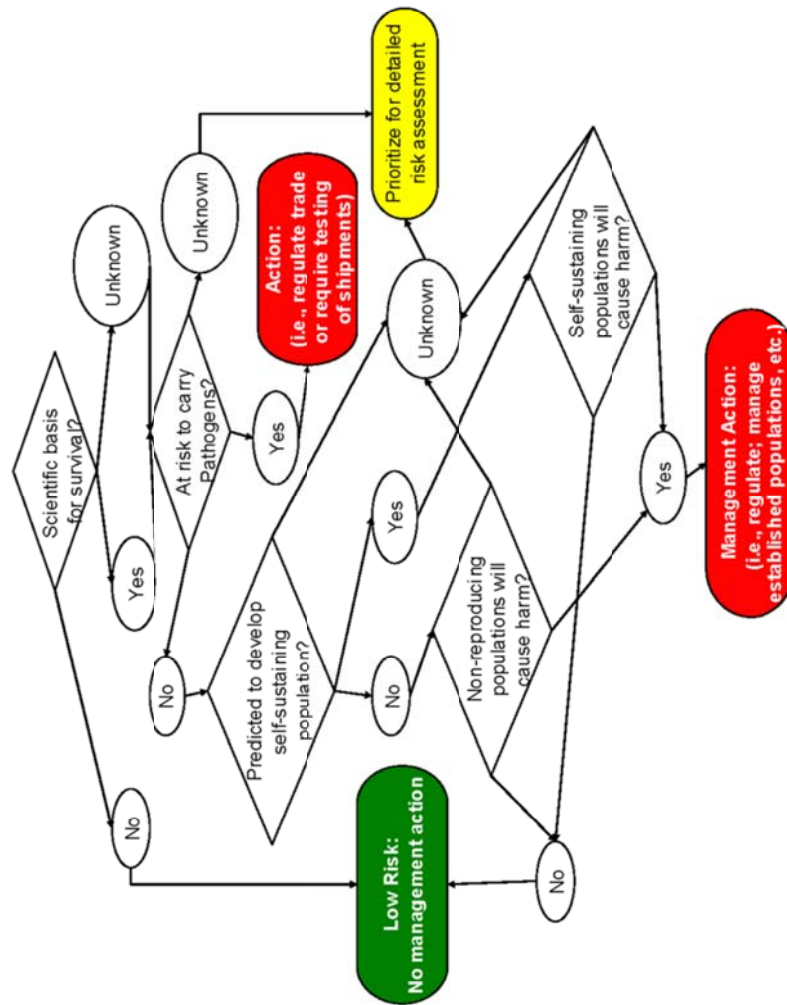 Scientific basis
for survival?
Unknown
Yes
No
At risk to carry
Pathogens?
Unknown
Yes
No
Action:
(i.e., regulate trade
or require testing
of shipments)
Prioritize for detailed
risk assessment
Predicted to develop
self-sustaining
population?
Unknown
Yes
No
Low Risk:
No management action
Non-reproducing
populations will
cause harm?
Self-sustaining
populations will
cause harm?
No
Yes
Management Action:
(i.e., regulate; manage
established populations, etc.)